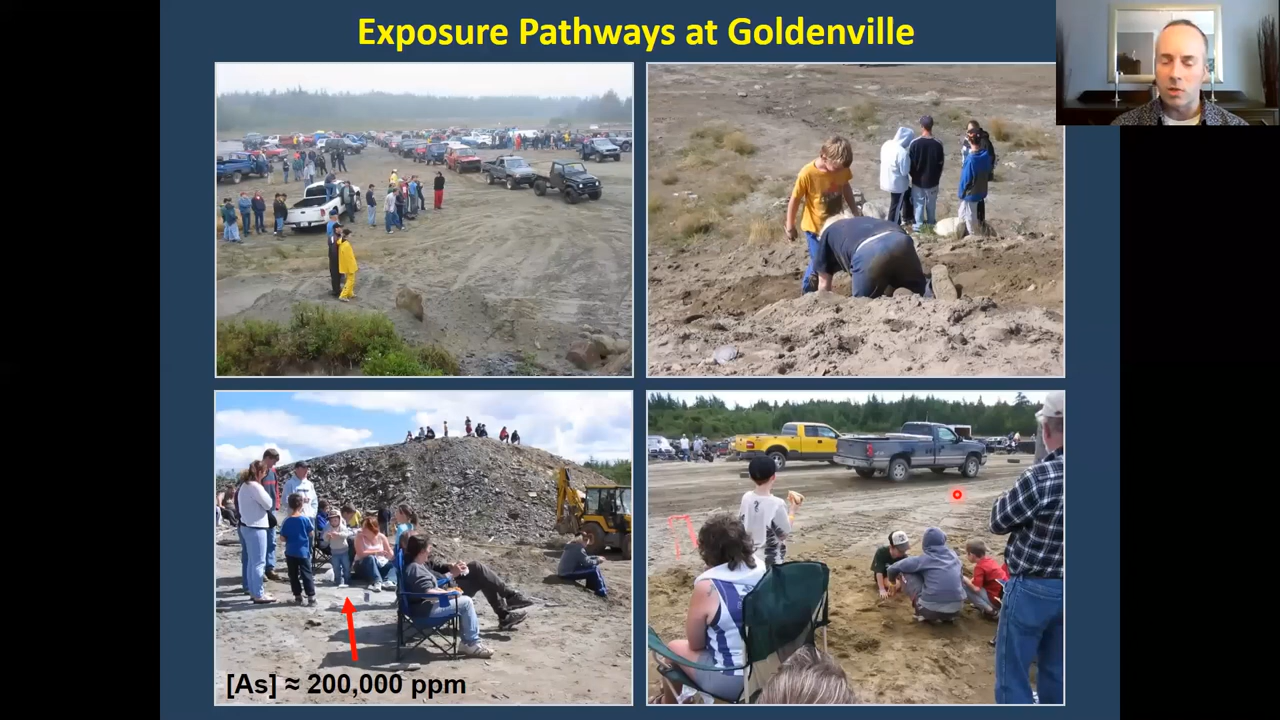 Exposure Pathways at Goldenville
[As] ≈ 200,000 ppm